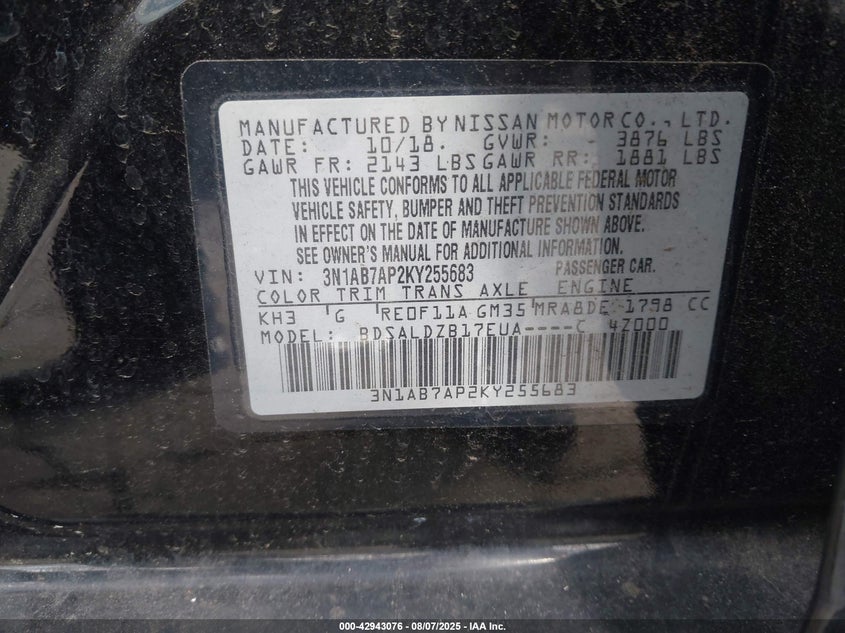 MANUFACTURED BY NISSAN MOTOR CO., LTD.
DATE: 10/18. GVWR: 3876 LBS
GAWR FR: 2143 LBS GAWR RR: 1881 LBS
THIS VEHICLE CONFORMS TO ALL APPLICABLE FEDERAL MOTOR
VEHICLE SAFETY, BUMPER AND THEFT PREVENTION STANDARDS
IN EFFECT ON THE DATE OF MANUFACTURE SHOWN ABOVE.
SEE OWNER'S MANUAL FOR ADDITIONAL INFORMATION.
VIN: 3N1AB7AP2KY255683 PASSENGER CAR.
COLOR TRIM TRANS AXLE ENGINE
KH3 G RE0F11A GM35 MRA8DE 1798 CC
MODEL: BDSALDZB17EUA----C 4Z000
3N1AB7AP2KY255683
000-42943076 - 08/07/2025 - IAA Inc.